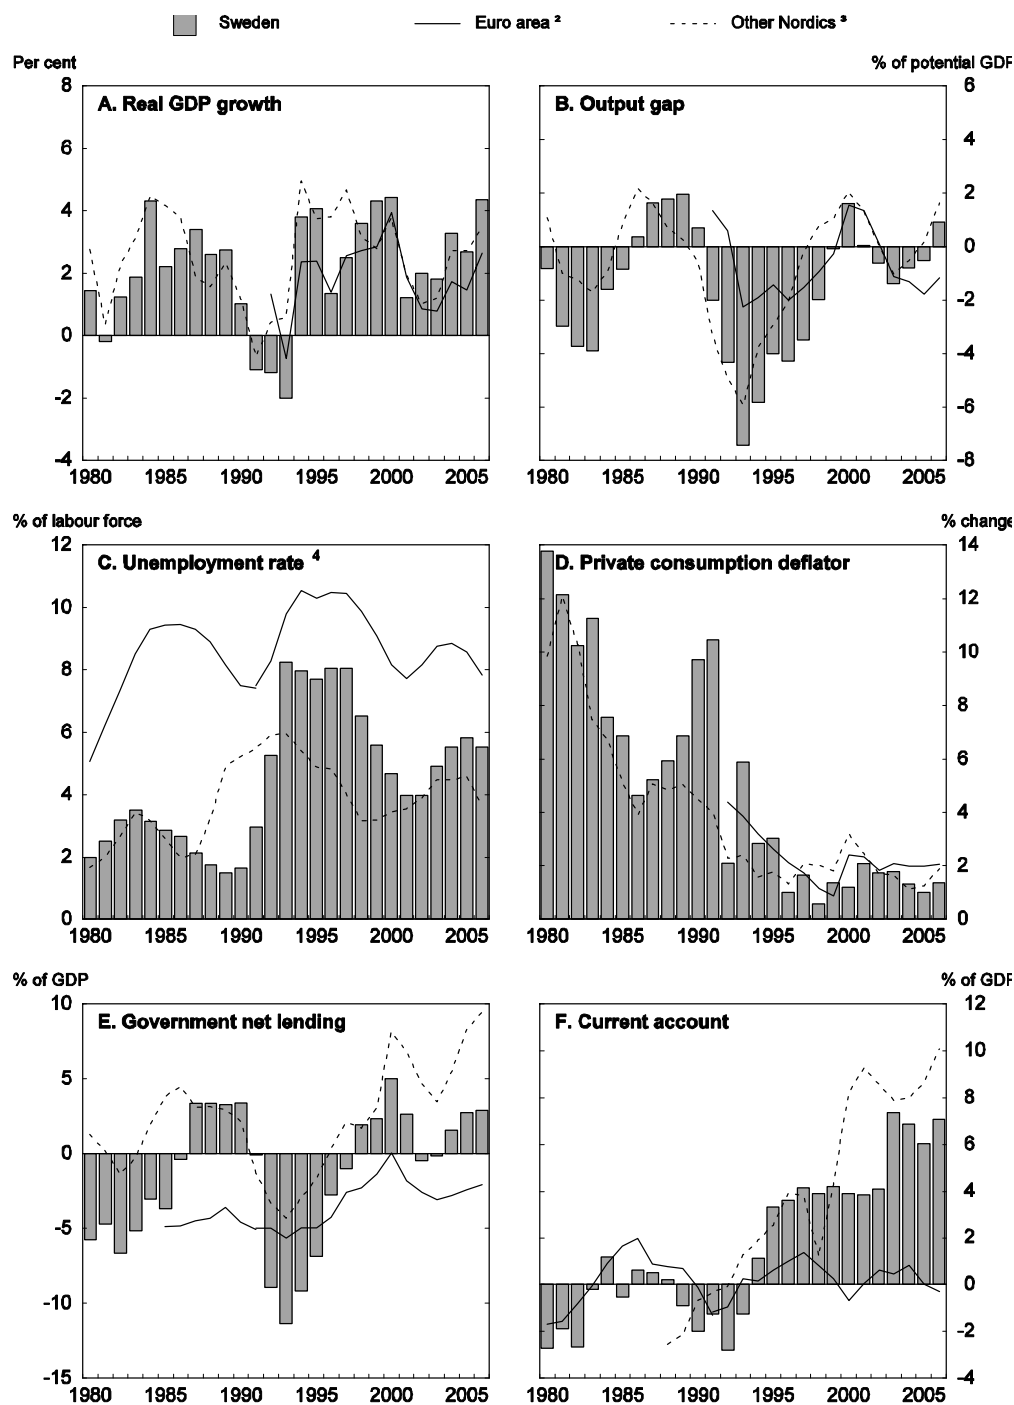 Sweden Euro area ² Other Nordics ³
Per cent % of potential GDP
A. Real GDP growth
8
6
4
2
0
-2
-4
1980 1985 1990 1995 2000 2005
B. Output gap
6
4
2
0
-2
-4
-6
-8
1980 1985 1990 1995 2000 2005
% of labour force % change
C. Unemployment rate ⁴
12
10
8
6
4
2
0
1980 1985 1990 1995 2000 2005
D. Private consumption deflator
14
12
10
8
6
4
2
0
1980 1985 1990 1995 2000 2005
% of GDP % of GDP
E. Government net lending
10
5
0
-5
-10
-15
1980 1985 1990 1995 2000 2005
F. Current account
12
10
8
6
4
2
0
-2
-4
1980 1985 1990 1995 2000 2005